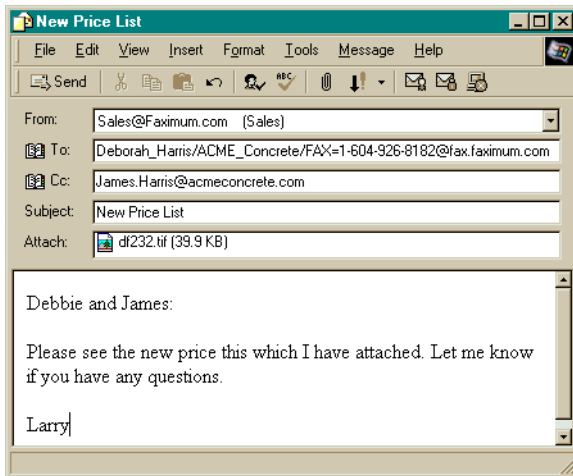 New Price List
File Edit View Insert Format Tools Message Help
Send ABC
From: Sales@Faximum.com (Sales)
To: Deborah_Harris/ACME_Concrete/FAX=1-604-926-8182@fax.faximum.com
Cc: James.Harris@acmeconcrete.com
Subject: New Price List
Attach: df232.tif (39.9 KB)
Debbie and James:
Please see the new price this which I have attached. Let me know
if you have any questions.
Larry